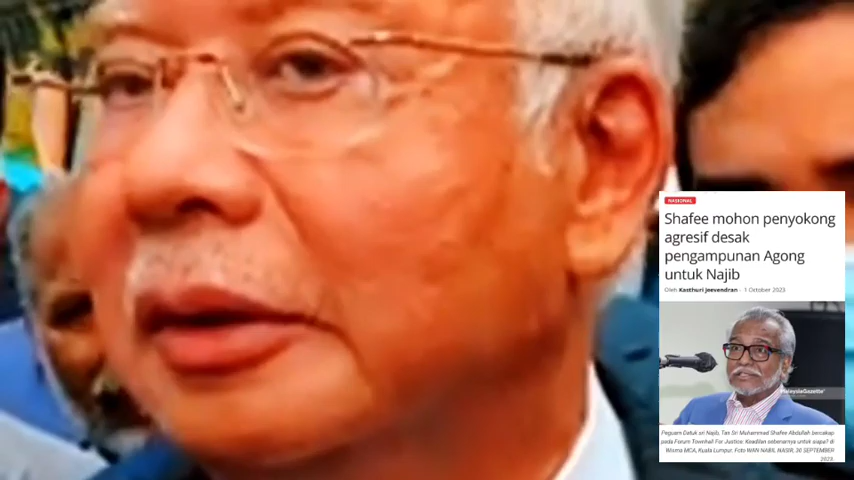 NASIONAL
Shafee mohon penyokong
agresif desak
pengampunan Agong
untuk Najib
Oleh Kasthuri Jeevendran - 1 October 2023
MalaysiaGazette
Peguam Datuk Sri Najib, Tan Sri Muhammad Shafee Abdullah bercakap
pada Forum Townhall For Justice: Keadilan sebenarnya untuk siapa? di
Wisma MCA, Kuala Lumpur. Foto WAN NABIL NASIR, 30 SEPTEMBER
2023.